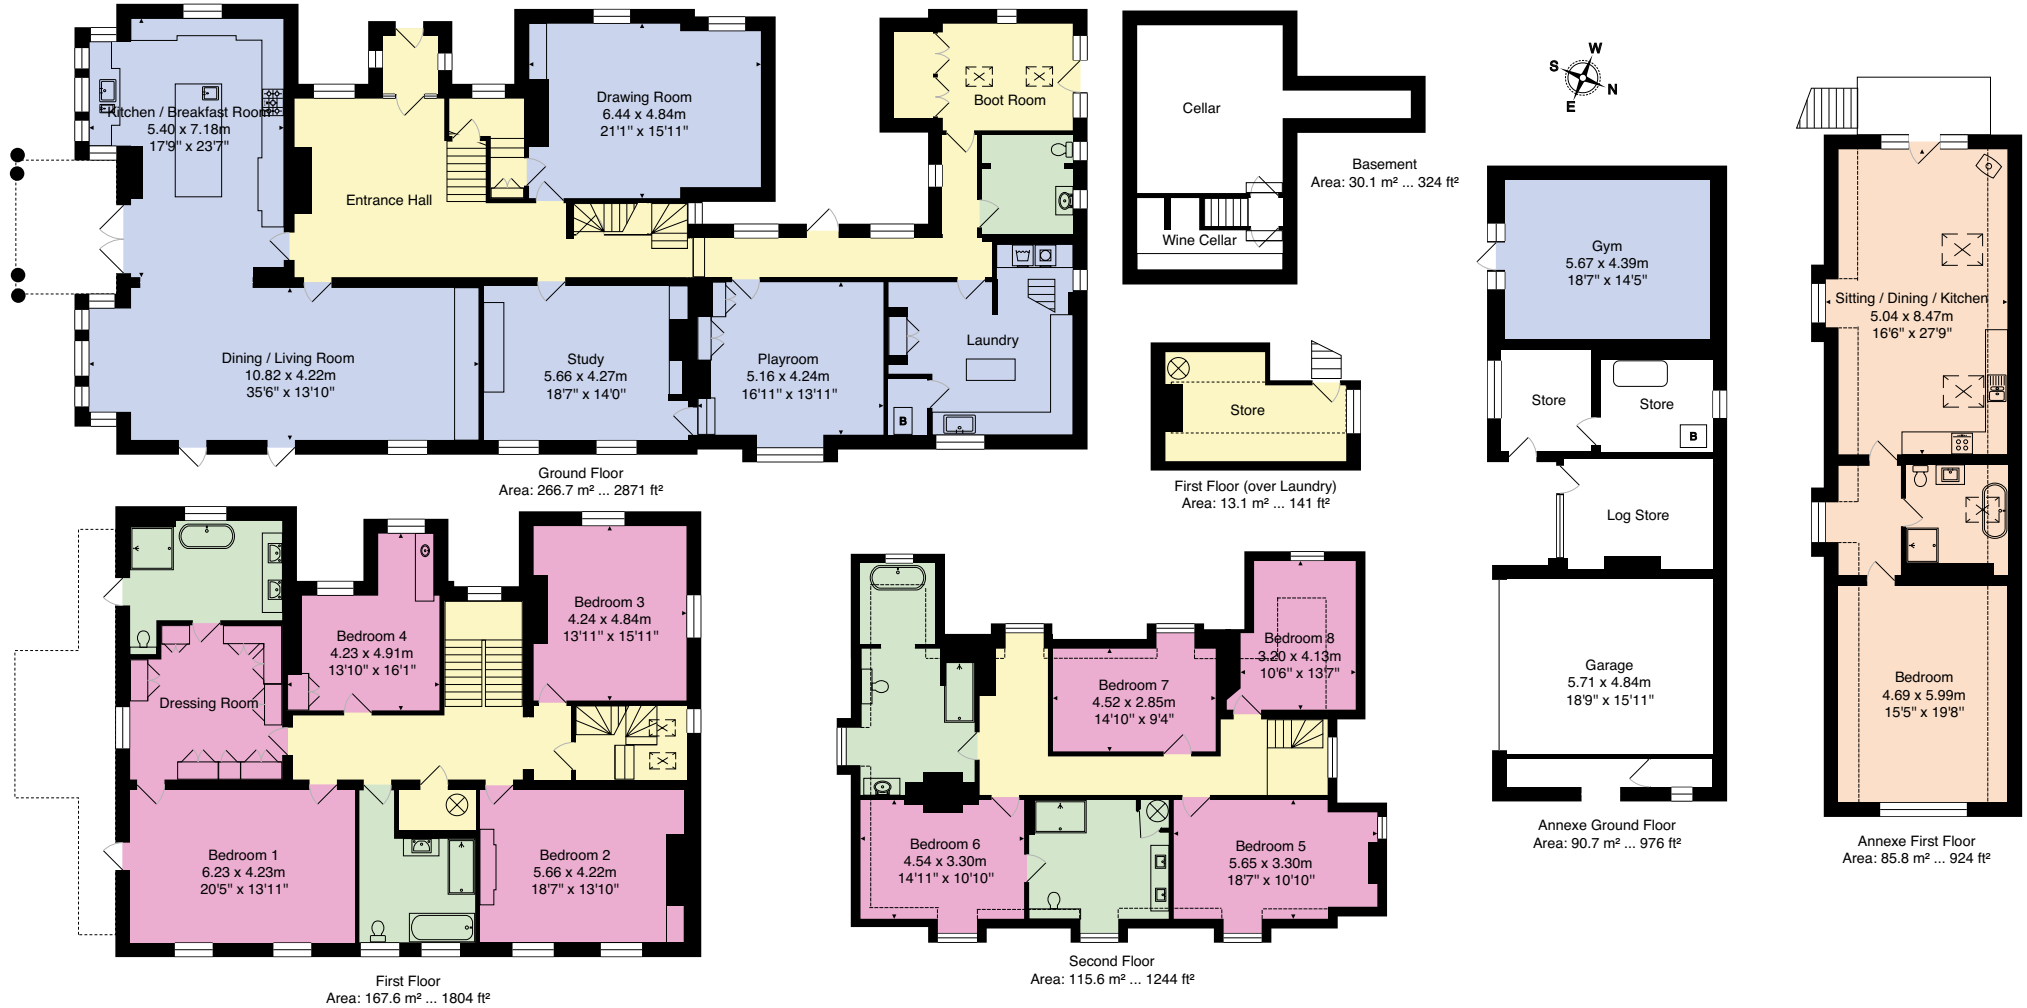 Kitchen / Breakfast Room
5.40 x 7.18m
17'9" x 23'7"
Entrance Hall
Drawing Room
6.44 x 4.84m
21'1" x 15'11"
Boot Room
Dining / Living Room
10.82 x 4.22m
35'6" x 13'10"
Study
5.66 x 4.27m
18'7" x 14'0"
Playroom
5.16 x 4.24m
16'11" x 13'11"
Laundry
B
Ground Floor
Area: 266.7 m² ... 2871 ft²
Cellar
Wine Cellar
Basement
Area: 30.1 m² ... 324 ft²
Store
First Floor (over Laundry)
Area: 13.1 m² ... 141 ft²
W
S
N
E
Gym
5.67 x 4.39m
18'7" x 14'5"
Store
Store
B
Log Store
Garage
5.71 x 4.84m
18'9" x 15'11"
Annexe Ground Floor
Area: 90.7 m² ... 976 ft²
Sitting / Dining / Kitchen
5.04 x 8.47m
16'6" x 27'9"
Bedroom
4.69 x 5.99m
15'5" x 19'8"
Annexe First Floor
Area: 85.8 m² ... 924 ft²
Bedroom 4
4.23 x 4.91m
13'10" x 16'1"
Bedroom 3
4.24 x 4.84m
13'11" x 15'11"
Dressing Room
Bedroom 1
6.23 x 4.23m
20'5" x 13'11"
Bedroom 2
5.66 x 4.22m
18'7" x 13'10"
First Floor
Area: 167.6 m² ... 1804 ft²
Bedroom 8
3.20 x 4.13m
10'6" x 13'7"
Bedroom 7
4.52 x 2.85m
14'10" x 9'4"
Bedroom 6
4.54 x 3.30m
14'11" x 10'10"
Bedroom 5
5.65 x 3.30m
18'7" x 10'10"
Second Floor
Area: 115.6 m² ... 1244 ft²